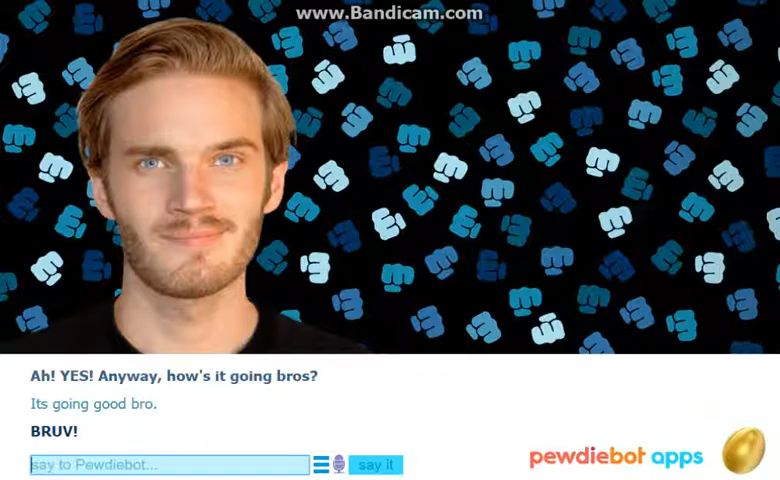 www.Bandicam.com
Ah! YES! Anyway, how's it going bros?
Its going good bro.
BRUV!
say to Pewdiebot...
say it
pewdiebot apps